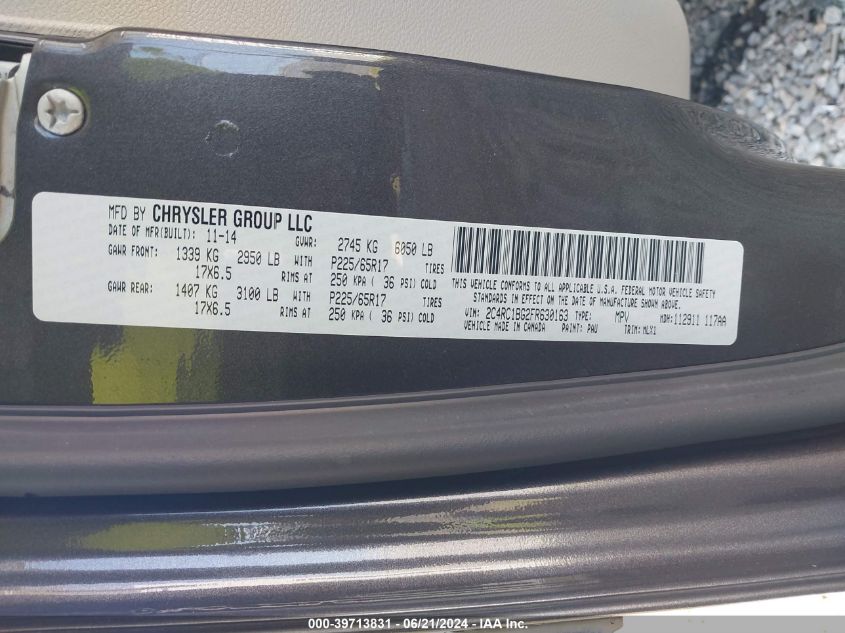 MFD BY CHRYSLER GROUP LLC
DATE OF MFR(BUILT): 11-14 GVWR: 2745 KG 6050 LB
GAWR FRONT: 1339 KG 2950 LB WITH P225/65R17 TIRES
17X6.5 RIMS AT 250 KPA ( 36 PSI) COLD
GAWR REAR: 1407 KG 3100 LB WITH P225/65R17 TIRES
17X6.5 RIMS AT 250 KPA ( 36 PSI) COLD
THIS VEHICLE CONFORMS TO ALL APPLICABLE U.S.A. FEDERAL MOTOR VEHICLE SAFETY
STANDARDS IN EFFECT ON THE DATE OF MANUFACTURE SHOWN ABOVE.
VIN: 2C4RC1BG2FR630163 TYPE: MPV MDH:112911 117AA
VEHICLE MADE IN CANADA PAINT: PAU TRIM: MLX1
000-39713831 - 06/21/2024 - IAA Inc.